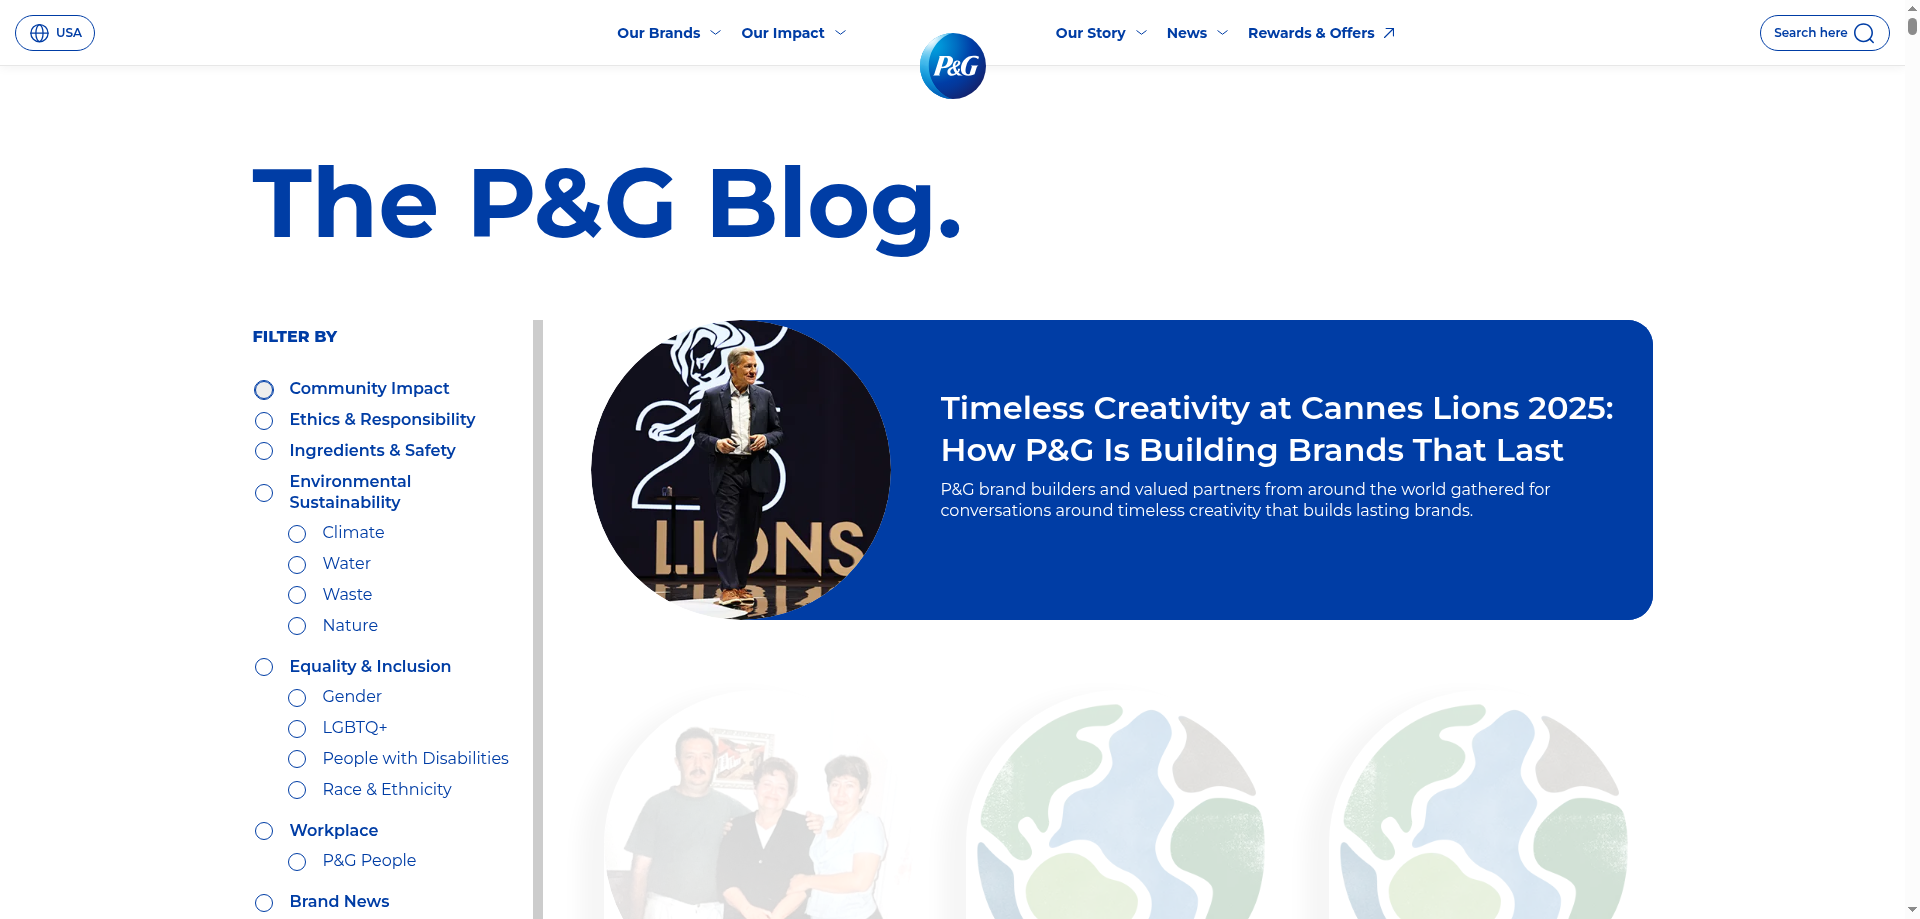 USA
Our Brands
Our Impact
P&G
Our Story
News
Rewards & Offers
Search here
The P&G Blog.
FILTER BY
Community Impact
Ethics & Responsibility
Ingredients & Safety
Environmental
Sustainability
Climate
Water
Waste
Nature
Equality & Inclusion
Gender
LGBTQ+
People with Disabilities
Race & Ethnicity
Workplace
P&G People
Brand News
LIONS
Timeless Creativity at Cannes Lions 2025:
How P&G Is Building Brands That Last
P&G brand builders and valued partners from around the world gathered for
conversations around timeless creativity that builds lasting brands.